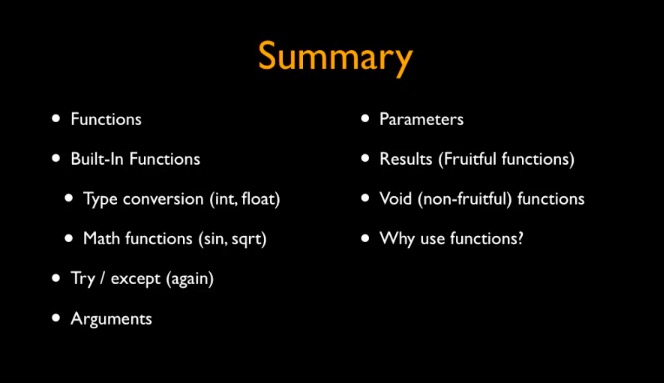 Summary
Functions
Built-In Functions
Type conversion (int, float)
Math functions (sin, sqrt)
Try / except (again)
Arguments
Parameters
Results (Fruitful functions)
Void (non-fruitful) functions
Why use functions?